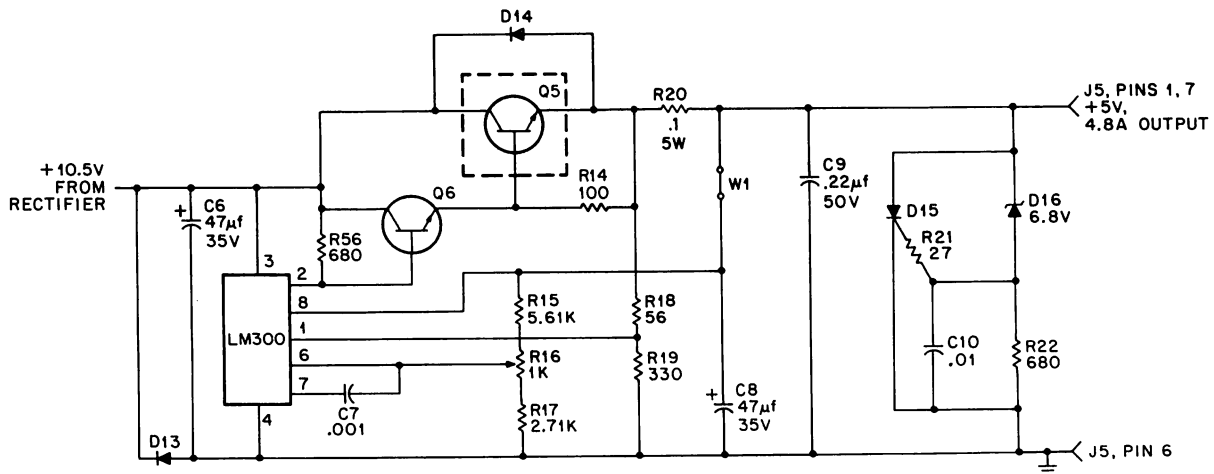 D14
Q5
R20
.1
5W
J5, PINS 1, 7
+5V,
4.8A OUTPUT
+10.5V
FROM
RECTIFIER
+
C6
47µf
35V
Q6
R14
100
W1
C9
.22µf
50V
D15
R21
27
D16
6.8V
R56
680
3
2
8
1
6
7
4
LM300
R15
5.61K
R16
1K
R17
2.71K
R18
56
R19
330
C7
.001
+
C8
47µf
35V
C10
.01
R22
680
D13
J5, PIN 6